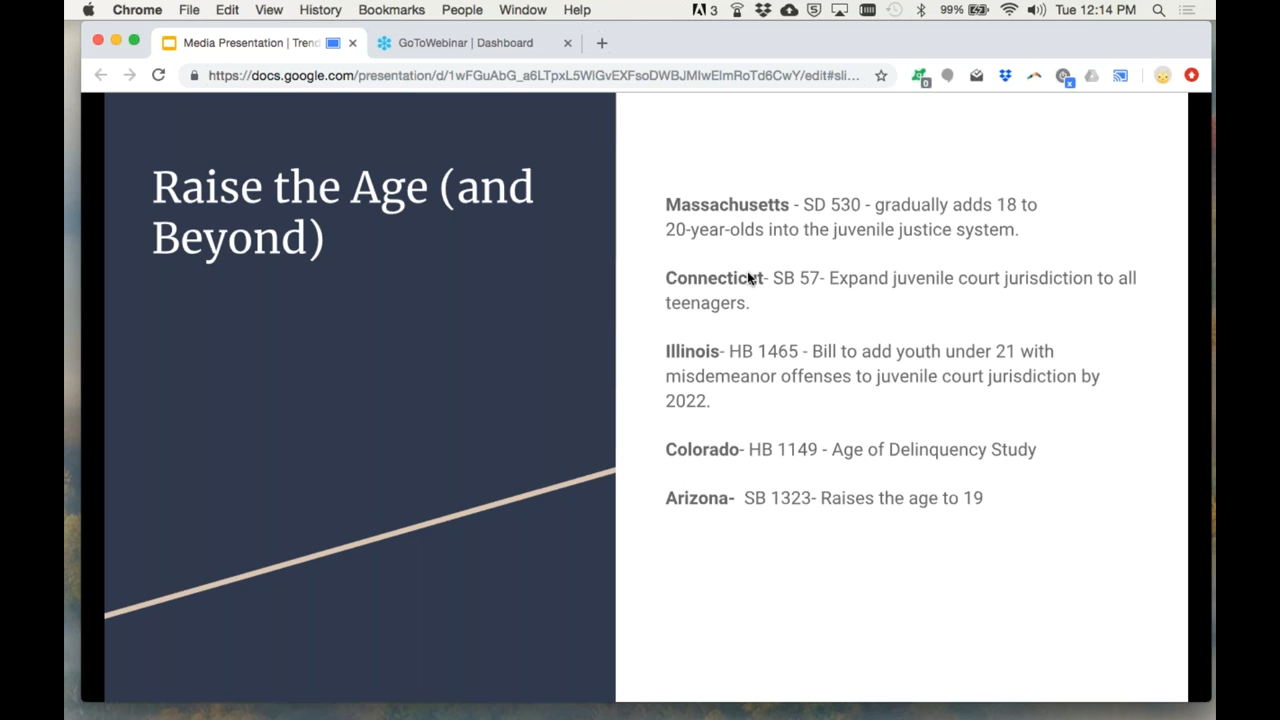 Chrome File Edit View History Bookmarks People Window Help 3 99% Tue 12:14 PM
Media Presentation | Trend GoToWebinar | Dashboard
https://docs.google.com/presentation/d/1wFGuAbG_a6LTpxL5WlGvEXFsoDWBJMIwElmRoTd6CwY/edit#sli...
0 x
Raise the Age (and
Beyond)
Massachusetts - SD 530 - gradually adds 18 to
20-year-olds into the juvenile justice system.
Connecticut- SB 57- Expand juvenile court jurisdiction to all
teenagers.
Illinois- HB 1465 - Bill to add youth under 21 with
misdemeanor offenses to juvenile court jurisdiction by
2022.
Colorado- HB 1149 - Age of Delinquency Study
Arizona- SB 1323- Raises the age to 19